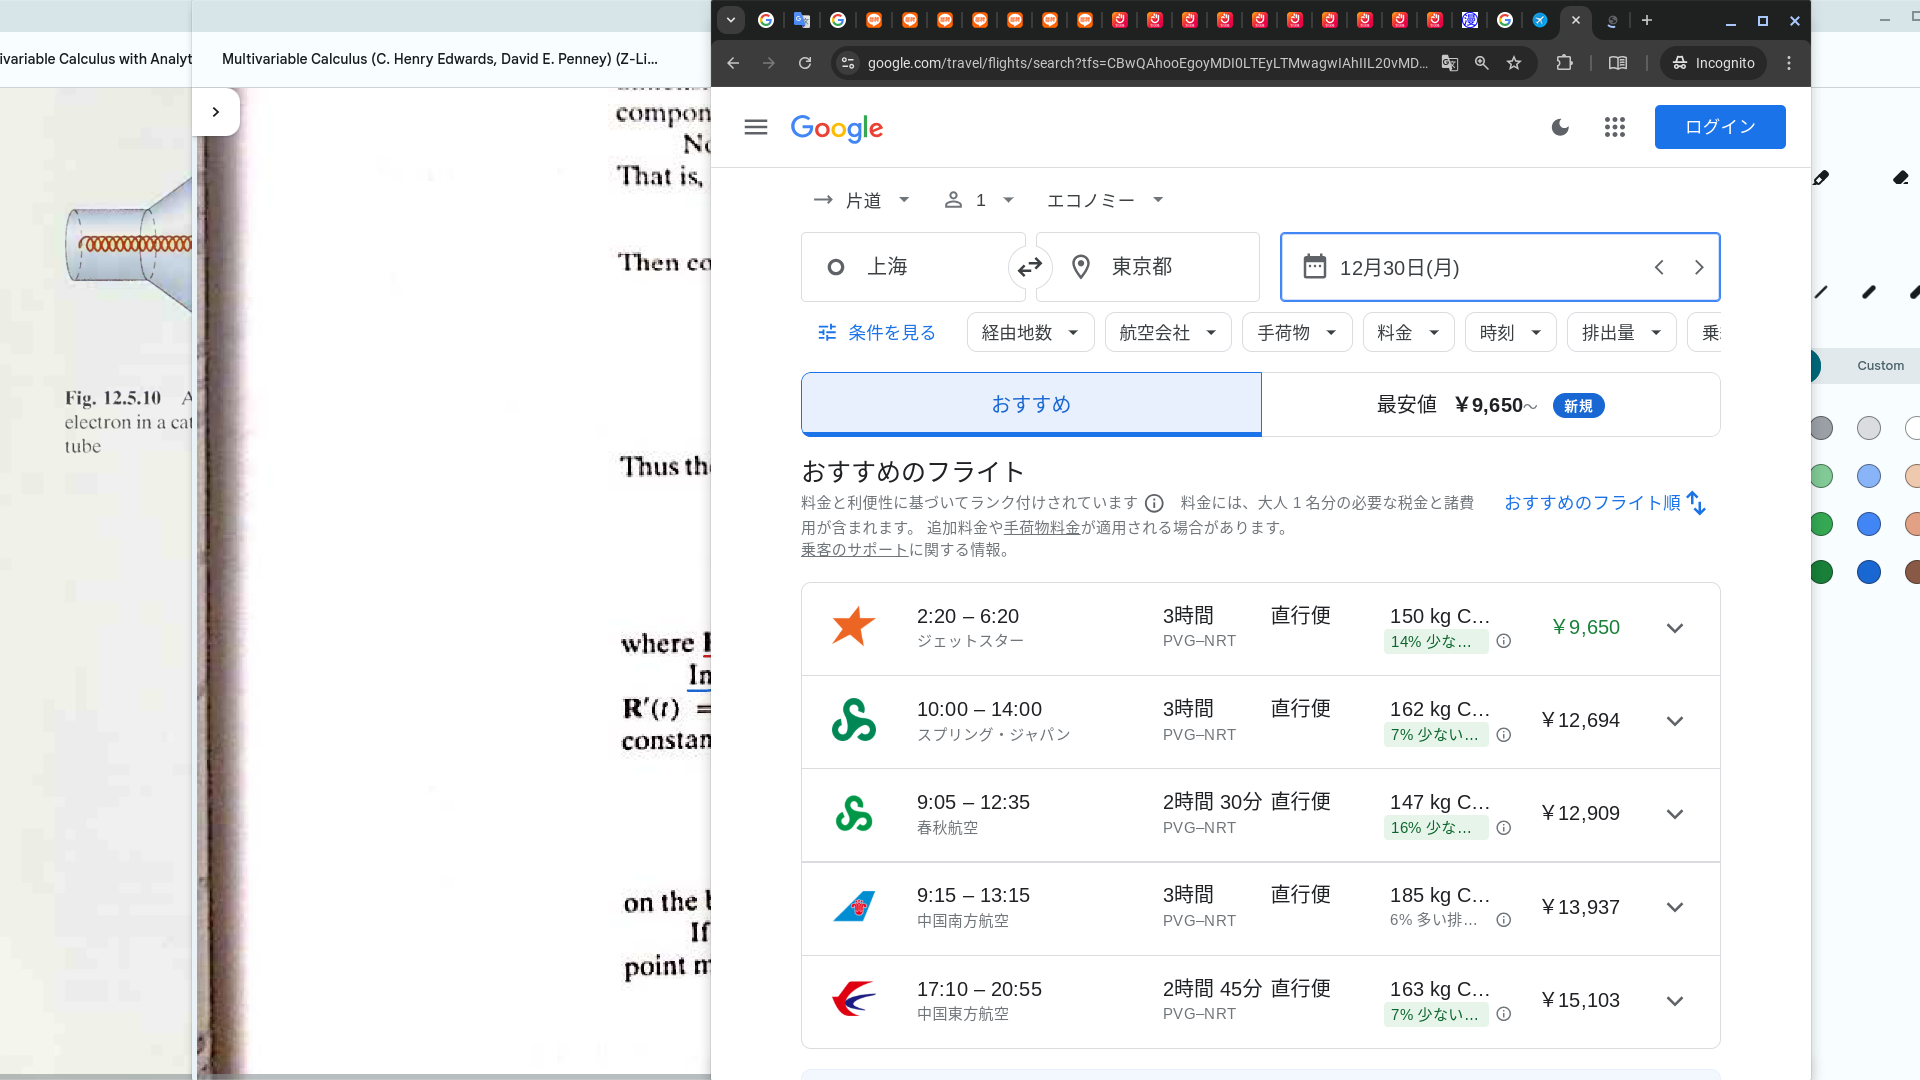 ivariable Calculus with Analyt
Multivariable Calculus (C. Henry Edwards, David E. Penney) (Z-Li...
google.com/travel/flights/search?tfs=CBwQAhooEgoyMDI0LTEyLTMwagwIAhIIL20vMD...
Incognito
Google
ログイン
片道
1
エコノミー
上海
東京都
12月30日(月)
条件を見る
経由地数
航空会社
手荷物
料金
時刻
排出量
乗
おすすめ
最安値 ￥9,650~
新規
おすすめのフライト
料金と利便性に基づいてランク付けされています 料金には、大人 1 名分の必要な税金と諸費
用が含まれます。 追加料金や手荷物料金が適用される場合があります。
乗客のサポートに関する情報。
おすすめのフライト順
2:20 – 6:20
ジェットスター
3時間
PVG–NRT
直行便
150 kg C...
14% 少な...
￥9,650
10:00 – 14:00
スプリング・ジャパン
3時間
PVG–NRT
直行便
162 kg C...
7% 少ない...
￥12,694
9:05 – 12:35
春秋航空
2時間 30分
PVG–NRT
直行便
147 kg C...
16% 少な...
￥12,909
9:15 – 13:15
中国南方航空
3時間
PVG–NRT
直行便
185 kg C...
6% 多い排...
￥13,937
17:10 – 20:55
中国東方航空
2時間 45分
PVG–NRT
直行便
163 kg C...
7% 少ない...
￥15,103
Fig. 12.5.10 A
electron in a cat
tube
compon
No
That is,
Then co
Thus the
where
In
R′(t) =
constan
on the
If
point m
Custom